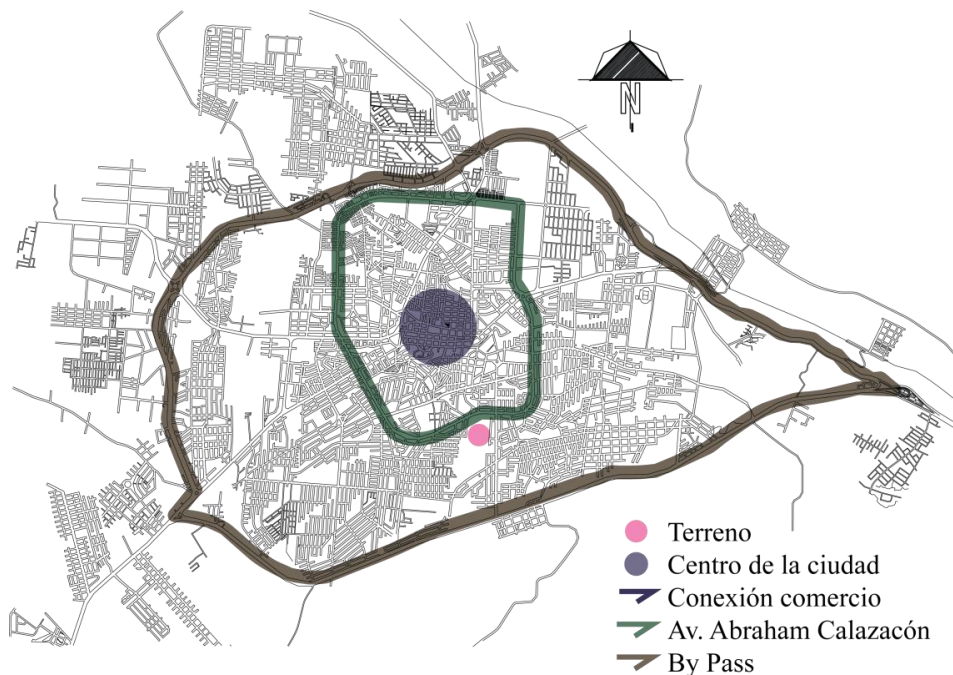 N
Terreno
Centro de la ciudad
Conexión comercio
Av. Abraham Calazacón
By Pass